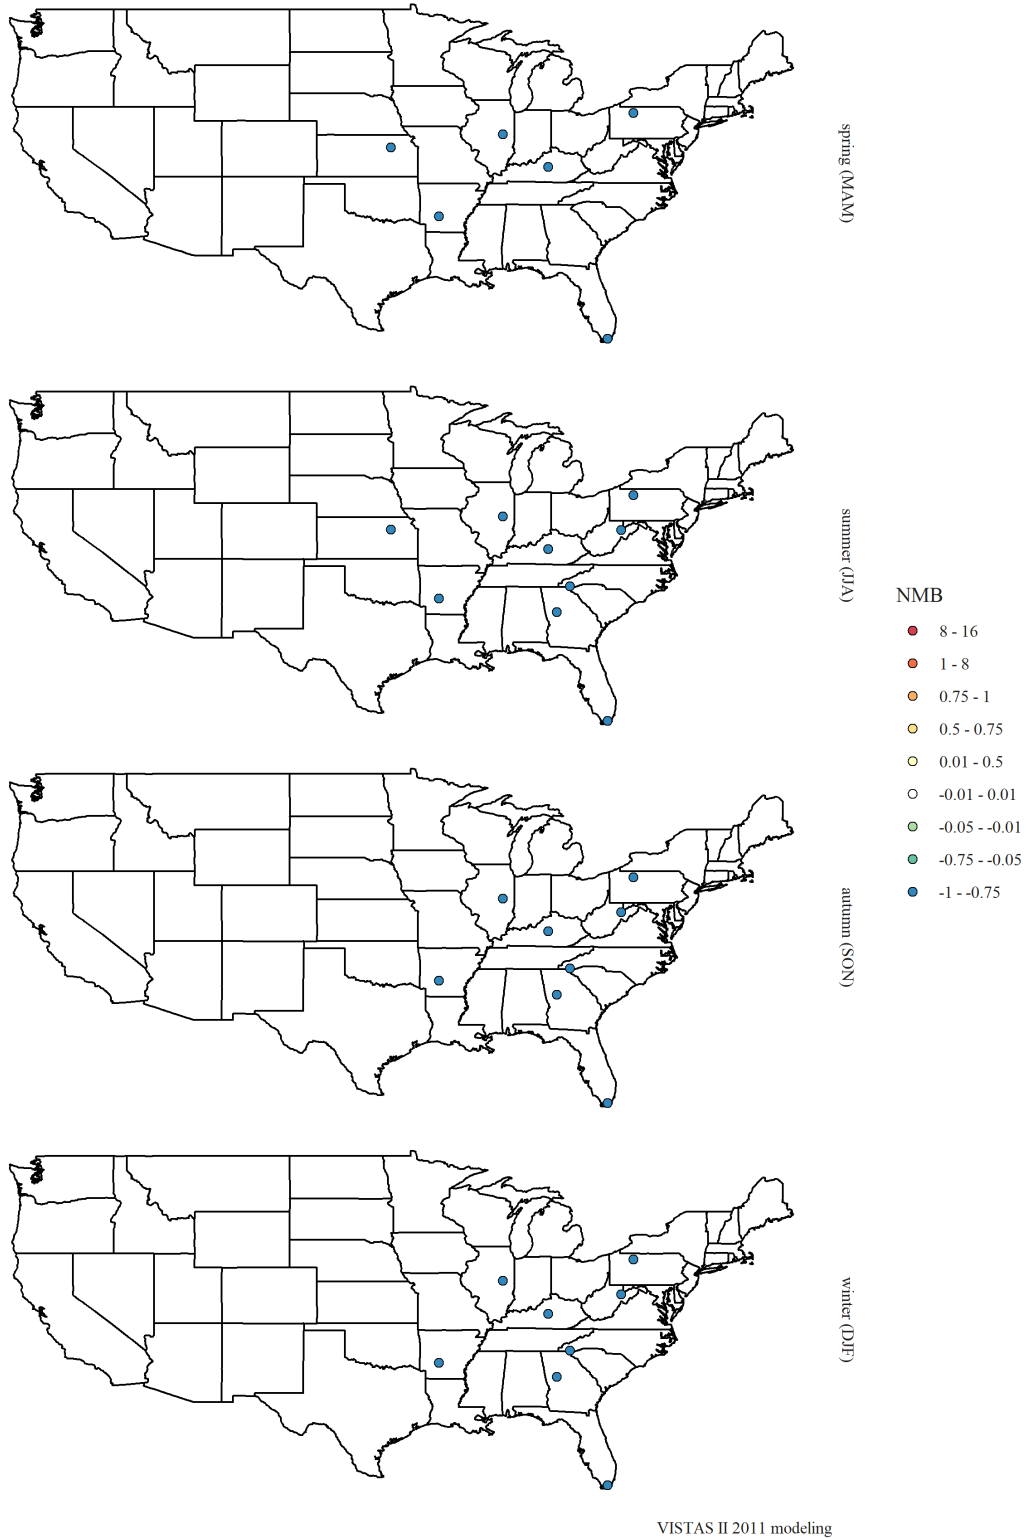 spring (MAM)
summer (JJA)
autumn (SON)
winter (DJF)
NMB
8 - 16
1 - 8
0.75 - 1
0.5 - 0.75
0.01 - 0.5
-0.01 - 0.01
-0.05 - -0.01
-0.75 - -0.05
-1 - -0.75
VISTAS II 2011 modeling